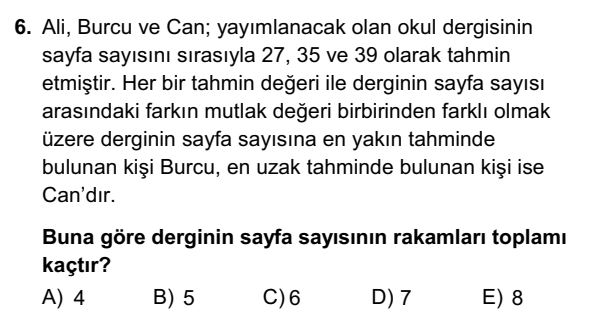 6. Ali, Burcu ve Can; yayımlanacak olan okul dergisinin
sayfa sayısını sırasıyla 27, 35 ve 39 olarak tahmin
etmiştir. Her bir tahmin değeri ile derginin sayfa sayısı
arasındaki farkın mutlak değeri birbirinden farklı olmak
üzere derginin sayfa sayısına en yakın tahminde
bulunan kişi Burcu, en uzak tahminde bulunan kişi ise
Can’dır.
Buna göre derginin sayfa sayısının rakamları toplamı
kaçtır?
A) 4 B) 5 C) 6 D) 7 E) 8